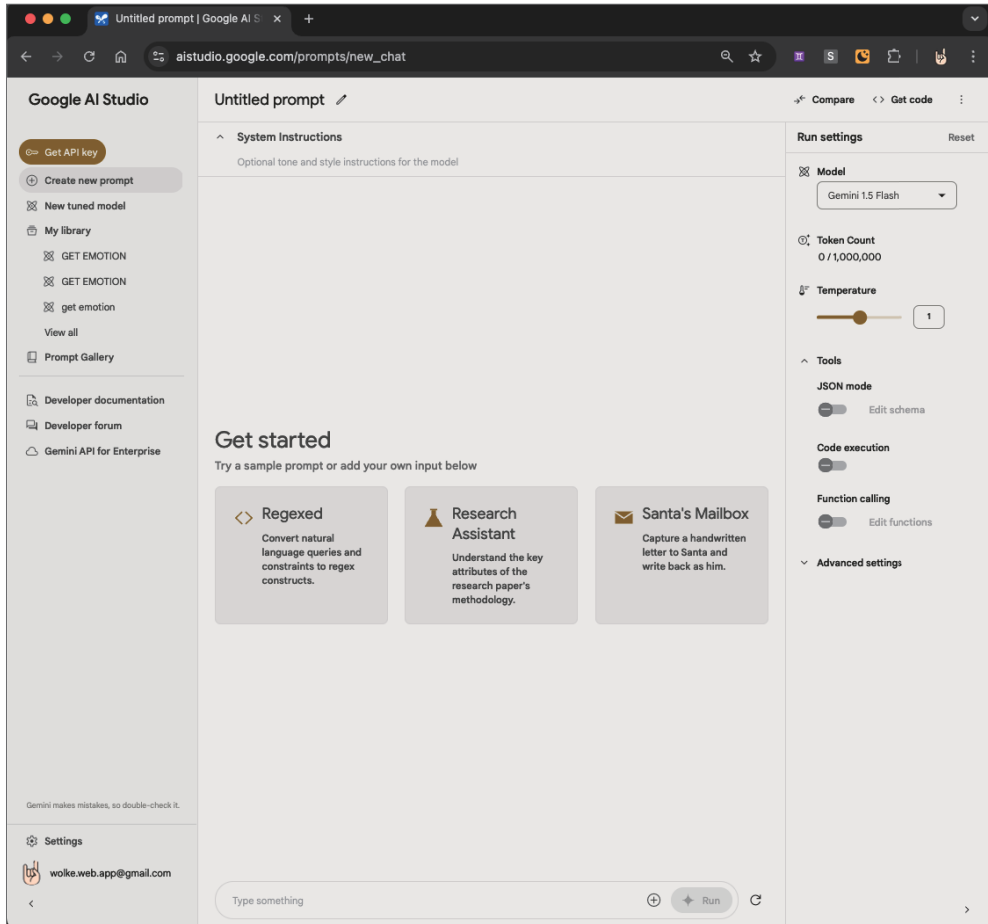 Untitled prompt | Google AI S
aistudio.google.com/prompts/new_chat
Google AI Studio
Get API key
Create new prompt
New tuned model
My library
GET EMOTION
GET EMOTION
get emotion
View all
Prompt Gallery
Developer documentation
Developer forum
Gemini API for Enterprise
Gemini makes mistakes, so double-check it.
Settings
wolke.web.app@gmail.com
Untitled prompt
Compare
Get code
System Instructions
Optional tone and style instructions for the model
Get started
Try a sample prompt or add your own input below
Regexed
Convert natural
language queries and
constraints to regex
constructs.
Research
Assistant
Understand the key
attributes of the
research paper's
methodology.
Santa's Mailbox
Capture a handwritten
letter to Santa and
write back as him.
Type something
Run
Run settings
Reset
Model
Gemini 1.5 Flash
Token Count
0 / 1,000,000
Temperature
1
Tools
JSON mode
Edit schema
Code execution
Function calling
Edit functions
Advanced settings